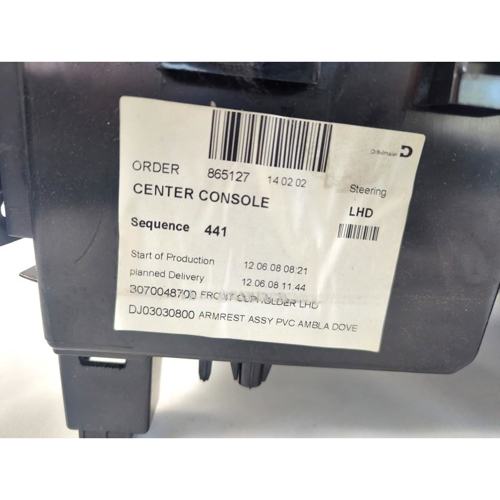 Dräxlmaier D
ORDER 865127 14 02 02
Steering
CENTER CONSOLE
LHD
Sequence 441
Start of Production 12.06.08 08:21
planned Delivery 12.06.08 11:44
3070048700 FRONT CUPHOLDER LHD
DJ03030800 ARMREST ASSY PVC AMBLA DOVE